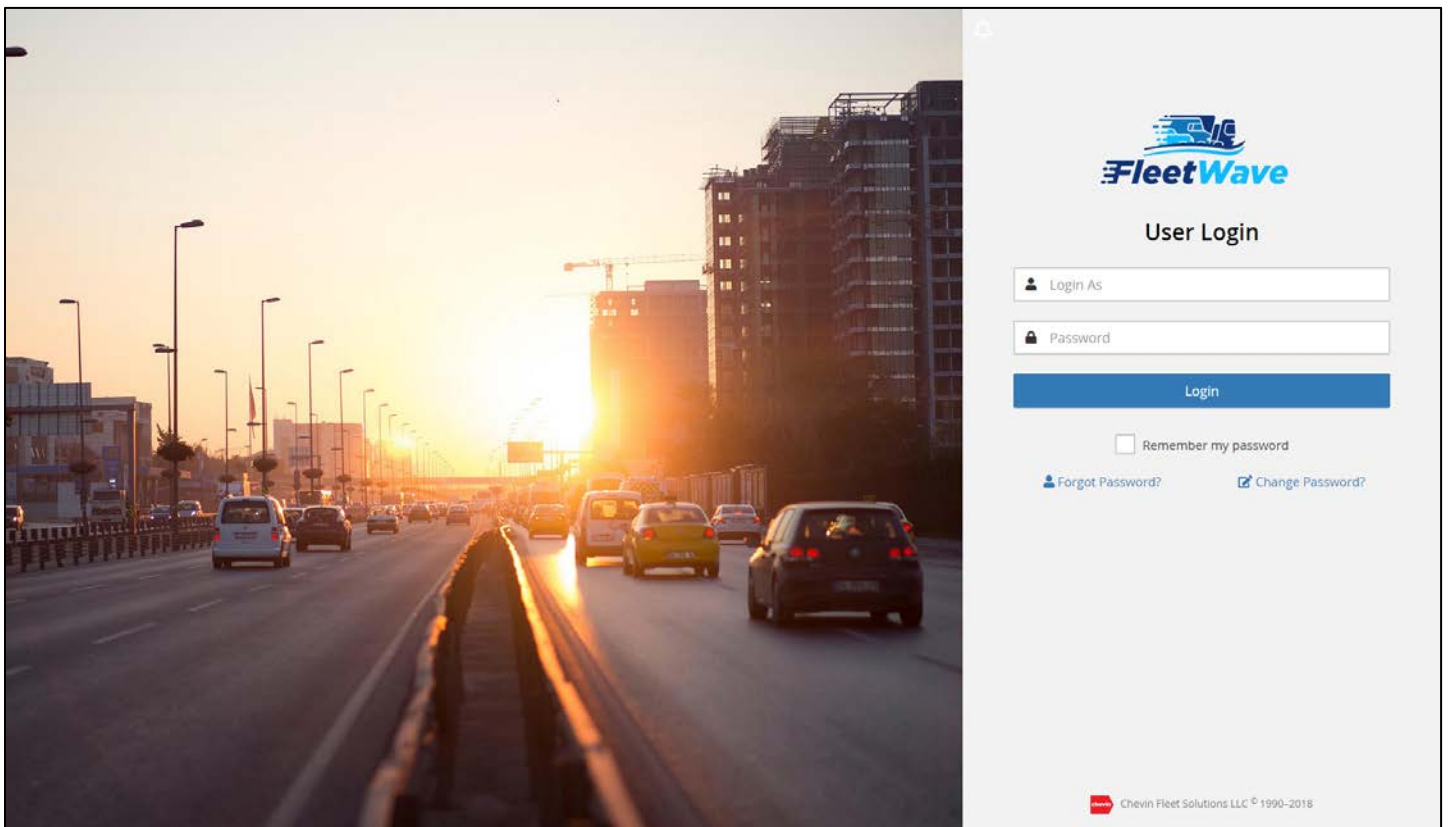 FleetWave
User Login
Login As
Password
Login
Remember my password
Forgot Password?
Change Password?
chevin
Chevin Fleet Solutions LLC © 1990–2018